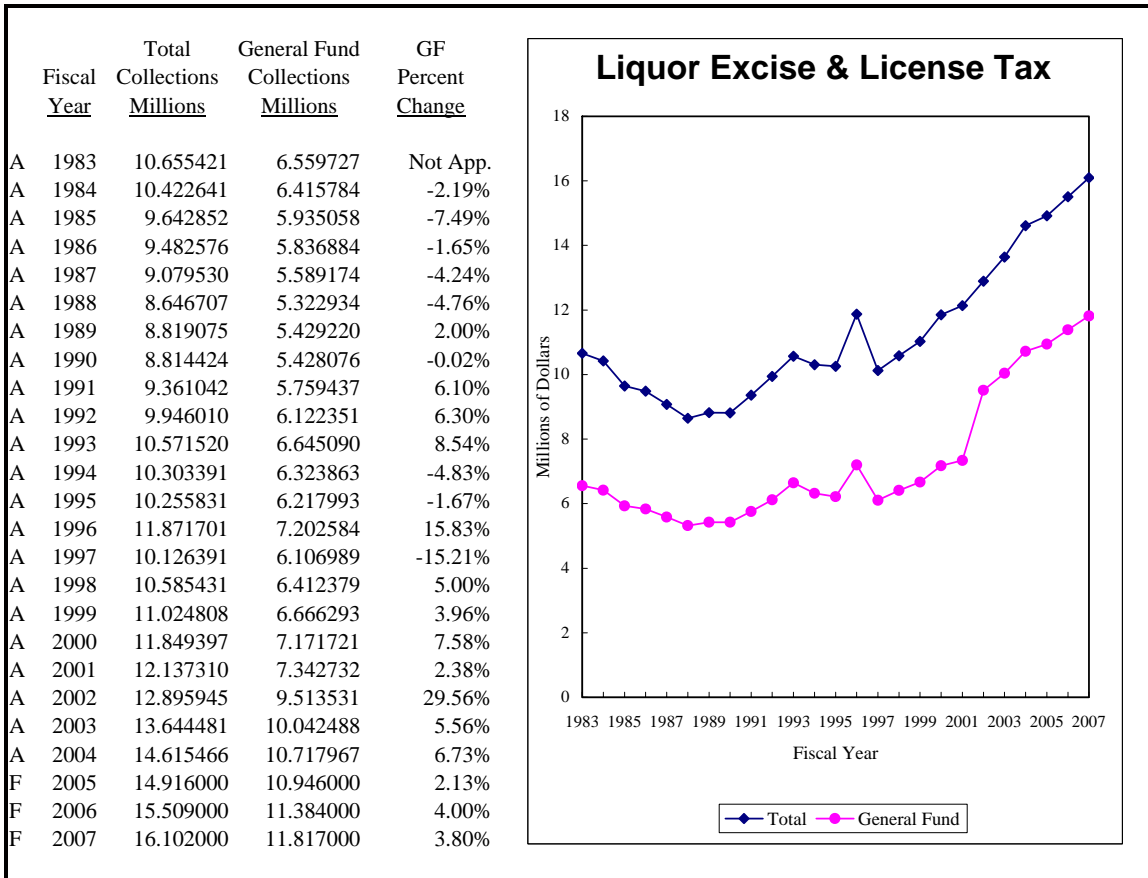 Total General Fund GF
Fiscal Collections Collections Percent
Year Millions Millions Change
A 1983 10.655421 6.559727 Not App.
A 1984 10.422641 6.415784 -2.19%
A 1985 9.642852 5.935058 -7.49%
A 1986 9.482576 5.836884 -1.65%
A 1987 9.079530 5.589174 -4.24%
A 1988 8.646707 5.322934 -4.76%
A 1989 8.819075 5.429220 2.00%
A 1990 8.814424 5.428076 -0.02%
A 1991 9.361042 5.759437 6.10%
A 1992 9.946010 6.122351 6.30%
A 1993 10.571520 6.645090 8.54%
A 1994 10.303391 6.323863 -4.83%
A 1995 10.255831 6.217993 -1.67%
A 1996 11.871701 7.202584 15.83%
A 1997 10.126391 6.106989 -15.21%
A 1998 10.585431 6.412379 5.00%
A 1999 11.024808 6.666293 3.96%
A 2000 11.849397 7.171721 7.58%
A 2001 12.137310 7.342732 2.38%
A 2002 12.895945 9.513531 29.56%
A 2003 13.644481 10.042488 5.56%
A 2004 14.615466 10.717967 6.73%
F 2005 14.916000 10.946000 2.13%
F 2006 15.509000 11.384000 4.00%
F 2007 16.102000 11.817000 3.80%
Liquor Excise & License Tax
18
16
14
12
10
8
6
4
2
0
Millions of Dollars
1983 1985 1987 1989 1991 1993 1995 1997 1999 2001 2003 2005 2007
Fiscal Year
Total General Fund